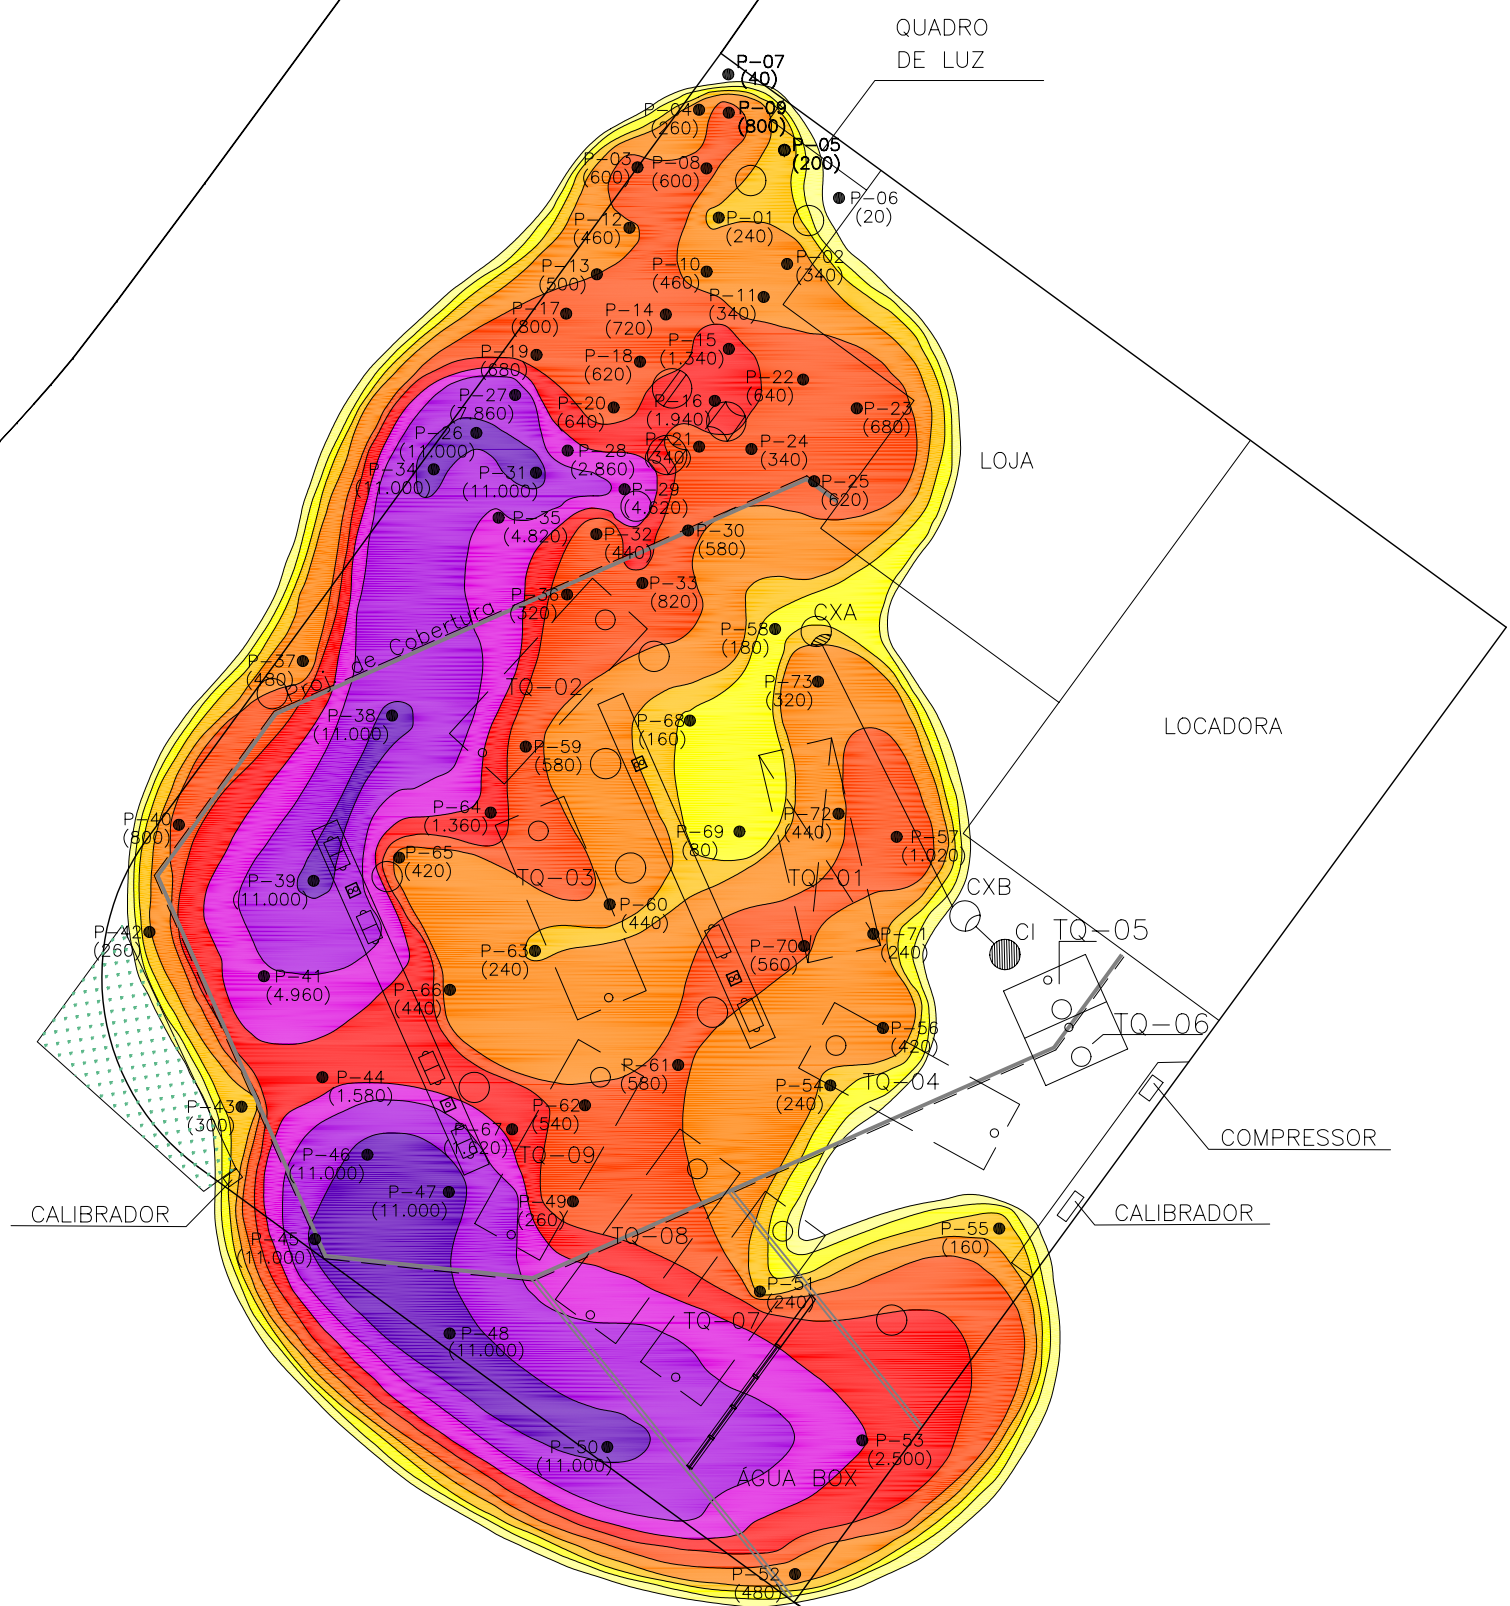 QUADRO
DE LUZ
P-07
(40)
P-04
(260)
P-09
(800)
P-05
(200)
P-03
(600)
P-08
(600)
P-06
(20)
P-12
(460)
P-01
(240)
P-13
(500)
P-10
(460)
P-02
(340)
P-11
(340)
P-17
(800)
P-14
(720)
P-15
(1.340)
P-19
(680)
P-18
(620)
P-22
(640)
P-27
(7.860)
P-20
(640)
P-16
(1.940)
P-23
(680)
P-26
(11.000)
P-28
(2.860)
P-21
(340)
P-24
(340)
LOJA
P-34
(11.000)
P-31
(11.000)
P-29
(4.620)
P-25
(620)
P-35
(4.820)
P-32
(440)
P-30
(580)
P-36
(320)
P-33
(820)
Proj. de Cobertura
CXA
P-58
(180)
P-37
(480)
TQ-02
P-73
(320)
P-38
(11.000)
P-68
(160)
LOCADORA
P-59
(580)
P-40
(800)
P-64
(1.360)
P-69
(80)
P-72
(440)
P-57
(1.020)
P-65
(420)
P-39
(11.000)
TQ-03
TQ-01
CXB
P-60
(440)
P-42
(260)
P-63
(240)
P-70
(560)
P-71
(240)
CI
TQ-05
P-41
(4.960)
P-66
(440)
P-56
(420)
TQ-06
P-44
(1.580)
P-61
(580)
P-54
(240)
TQ-04
P-43
(300)
P-62
(540)
P-67
(1.620)
COMPRESSOR
P-46
(11.000)
TQ-09
P-47
(11.000)
P-49
(260)
CALIBRADOR
CALIBRADOR
P-45
(11.000)
TQ-08
P-55
(160)
P-51
(240)
P-48
(11.000)
TQ-07
P-50
(11.000)
P-53
(2.500)
ÁGUA BOX
P-52
(480)